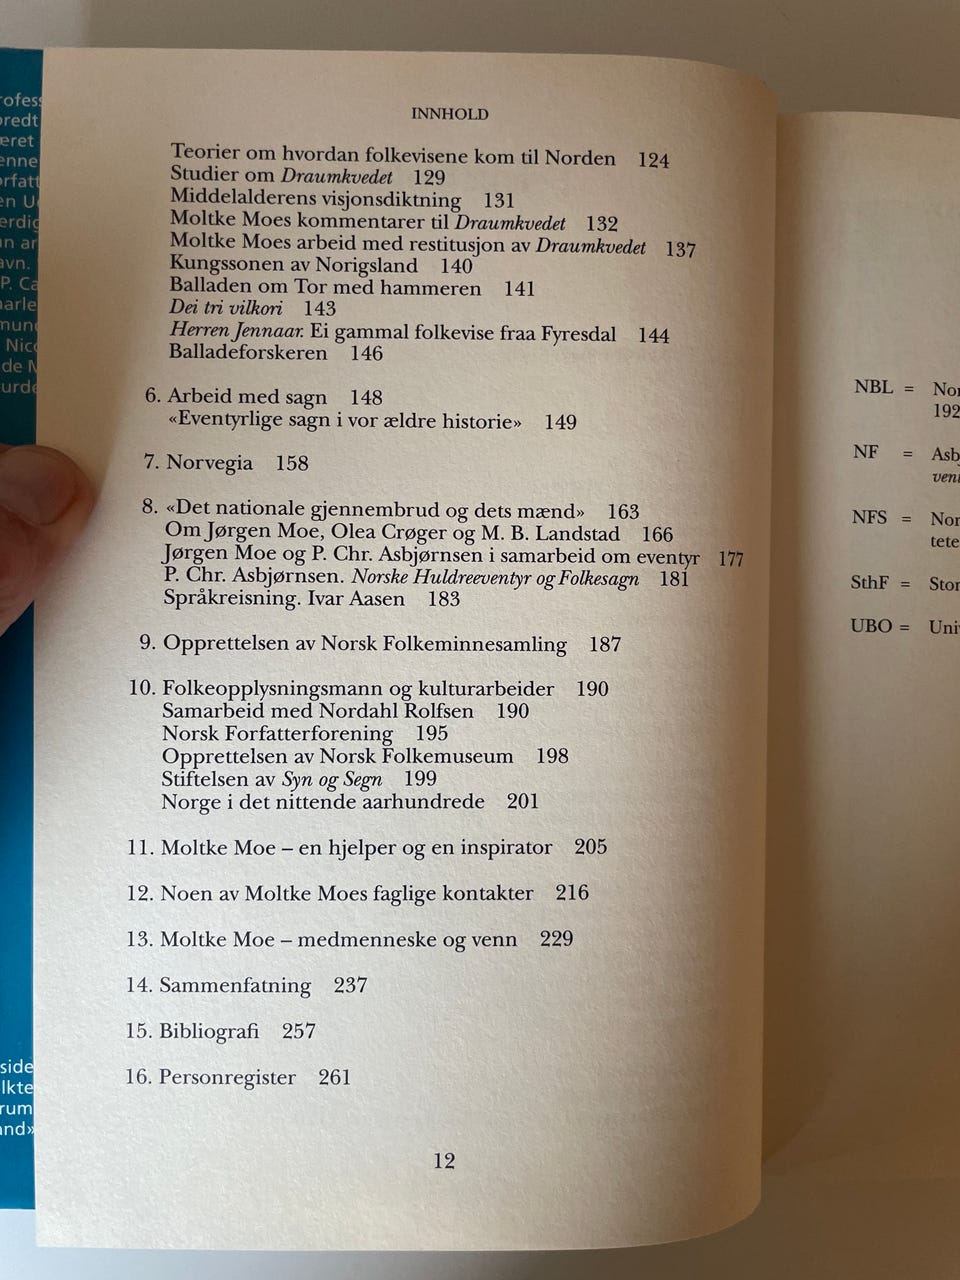 INNHOLD
Teorier om hvordan folkevisene kom til Norden 124
Studier om Draumkvedet 129
Middelalderens visjonsdiktning 131
Moltke Moes kommentarer til Draumkvedet 132
Moltke Moes arbeid med restitusjon av Draumkvedet 137
Kungssonen av Norigsland 140
Balladen om Tor med hammeren 141
Dei tri vilkori 143
Herren Jennaar. Ei gammal folkevise fraa Fyresdal 144
Balladeforskeren 146
6. Arbeid med sagn 148
«Eventyrlige sagn i vor ældre historie» 149
7. Norvegia 158
8. «Det nationale gjennembrud og dets mænd» 163
Om Jørgen Moe, Olea Crøger og M. B. Landstad 166
Jørgen Moe og P. Chr. Asbjørnsen i samarbeid om eventyr 177
P. Chr. Asbjørnsen. Norske Huldreeventyr og Folkesagn 181
Språkreisning. Ivar Aasen 183
9. Opprettelsen av Norsk Folkeminnesamling 187
10. Folkeopplysningsmann og kulturarbeider 190
Samarbeid med Nordahl Rolfsen 190
Norsk Forfatterforening 195
Opprettelsen av Norsk Folkemuseum 198
Stiftelsen av Syn og Segn 199
Norge i det nittende aarhundrede 201
11. Moltke Moe – en hjelper og en inspirator 205
12. Noen av Moltke Moes faglige kontakter 216
13. Moltke Moe – medmenneske og venn 229
14. Sammenfatning 237
15. Bibliografi 257
16. Personregister 261
12
NBL =
NF =
NFS =
SthF =
UBO =